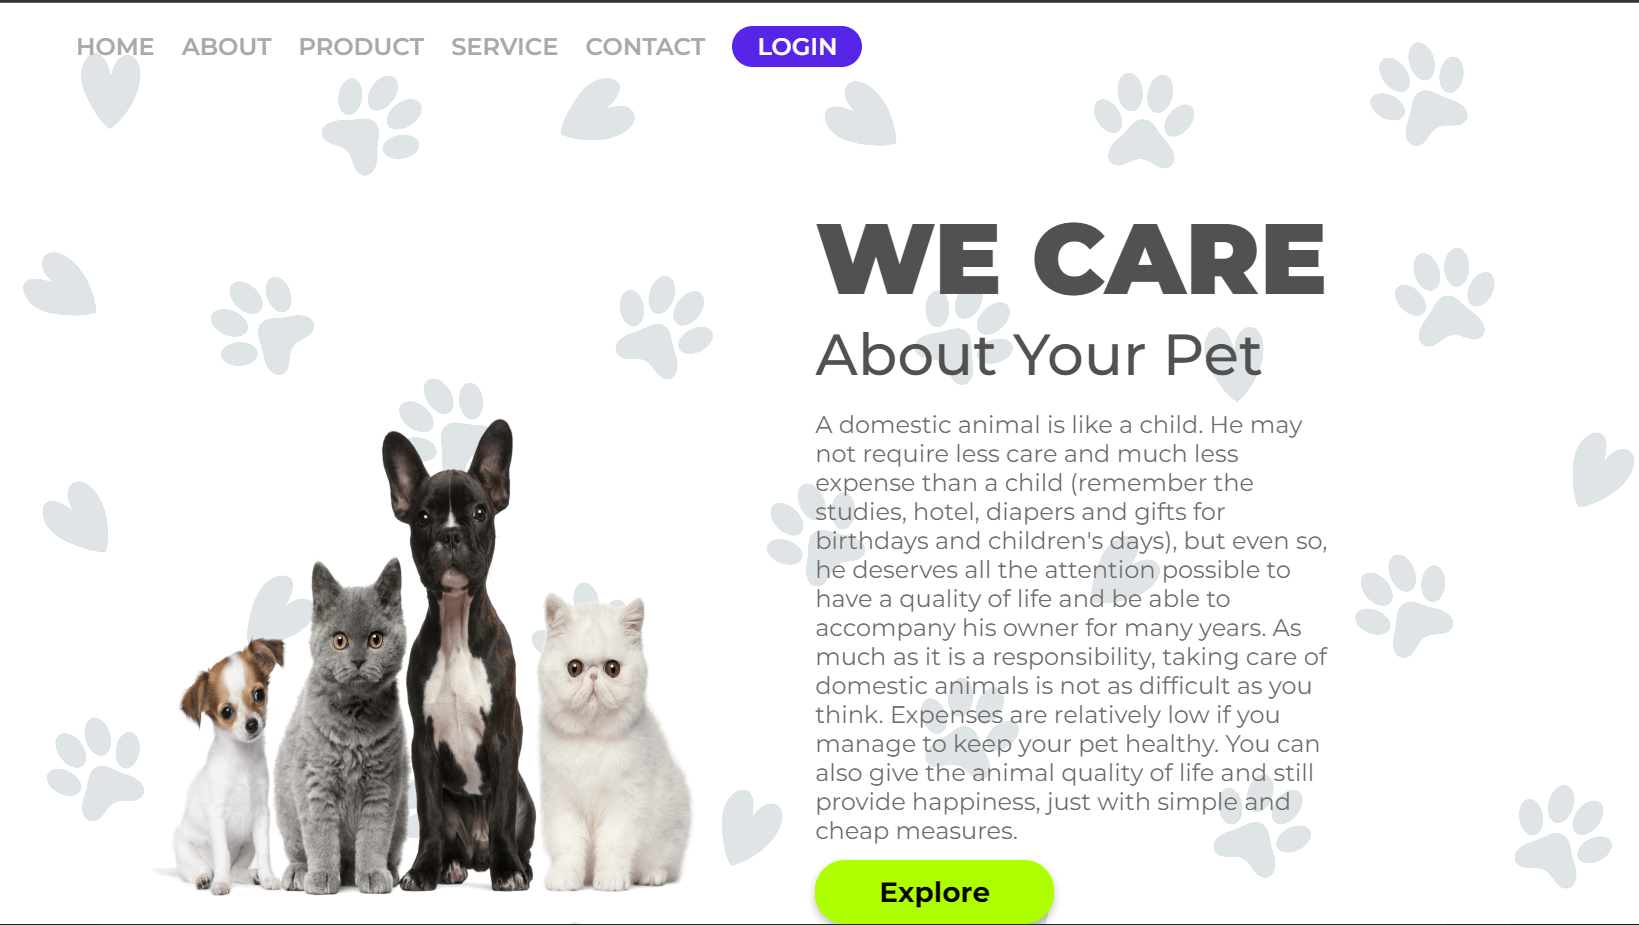 HOME ABOUT PRODUCT SERVICE CONTACT LOGIN
WE CARE
About Your Pet
A domestic animal is like a child. He may
not require less care and much less
expense than a child (remember the
studies, hotel, diapers and gifts for
birthdays and children's days), but even so,
he deserves all the attention possible to
have a quality of life and be able to
accompany his owner for many years. As
much as it is a responsibility, taking care of
domestic animals is not as difficult as you
think. Expenses are relatively low if you
manage to keep your pet healthy. You can
also give the animal quality of life and still
provide happiness, just with simple and
cheap measures.
Explore